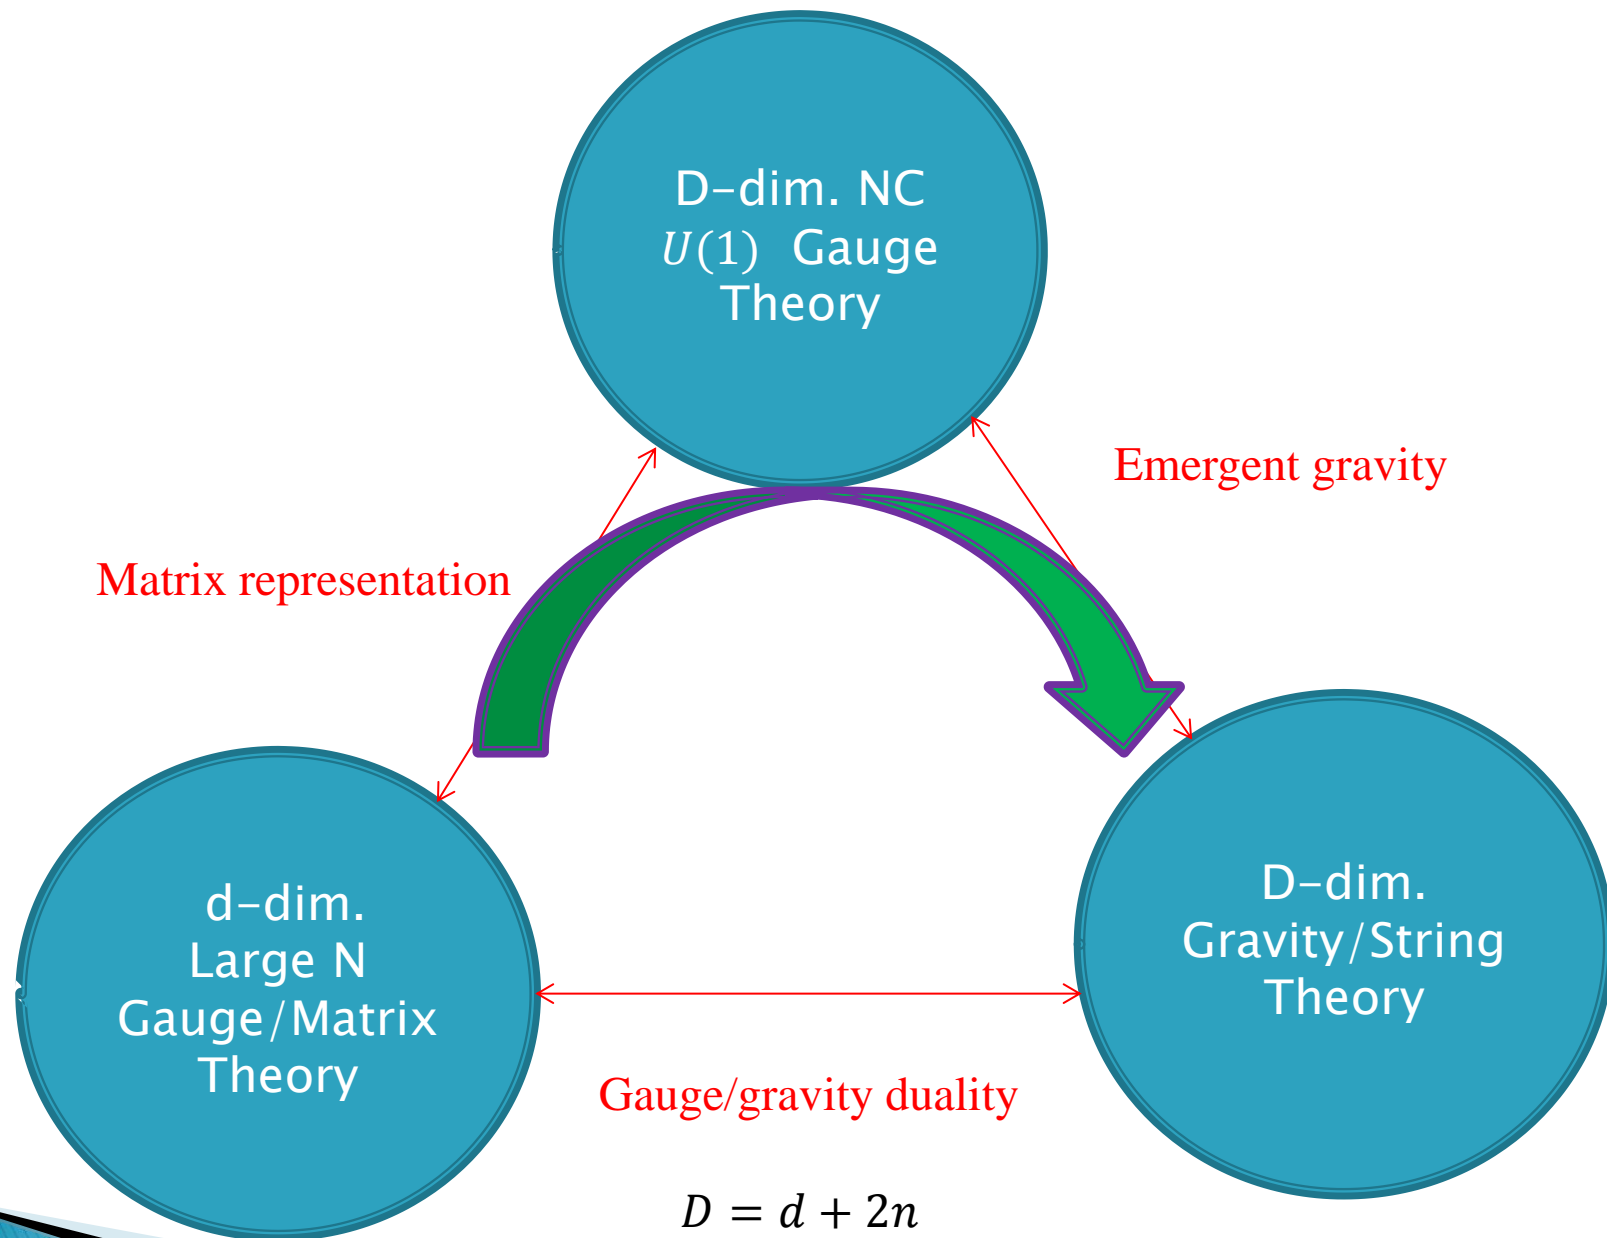 D-dim. NC
U(1) Gauge
Theory
Emergent gravity
Matrix representation
d-dim.
Large N
Gauge/Matrix
Theory
D-dim.
Gravity/String
Theory
Gauge/gravity duality
D = d + 2n